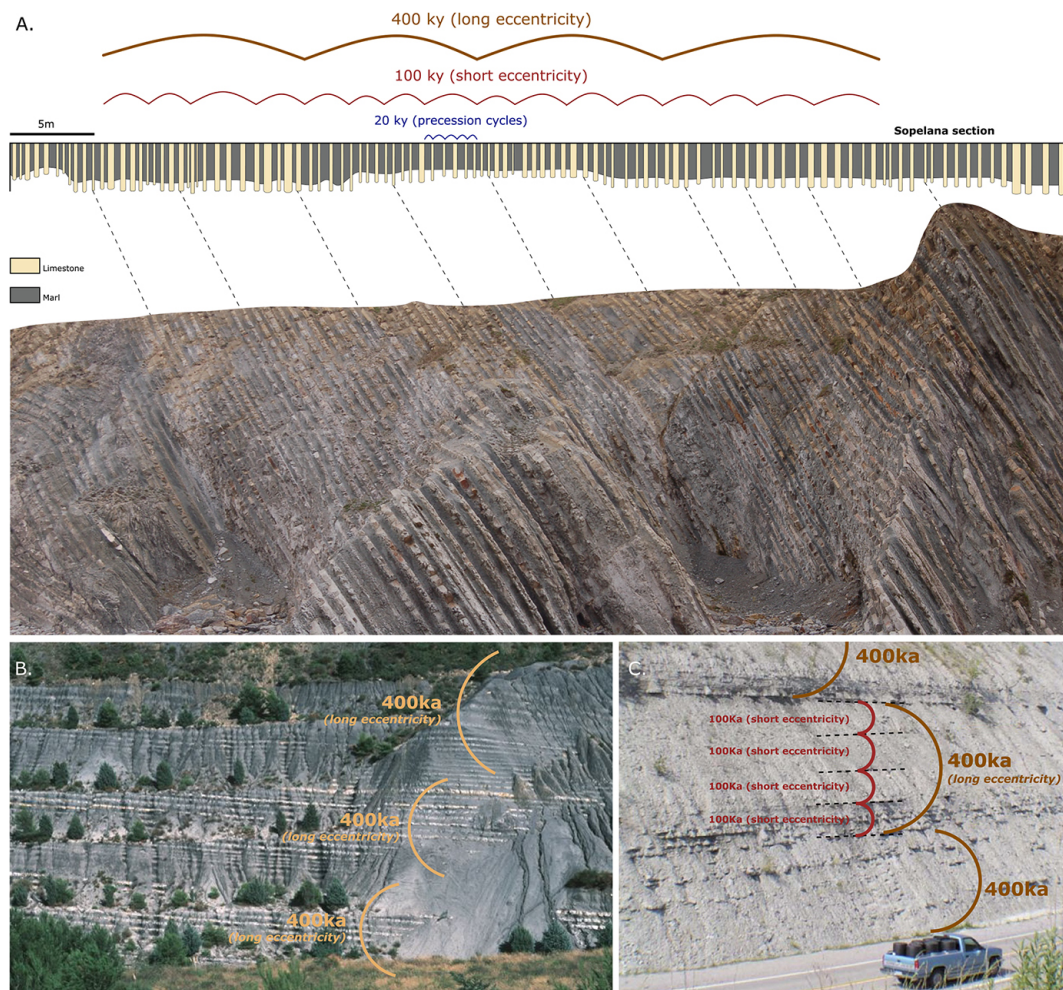 A.
400 ky (long eccentricity)
100 ky (short eccentricity)
20 ky (precession cycles)
5m
Sopelana section
Limestone
Marl
B.
400ka
(long eccentricity)
400ka
(long eccentricity)
400ka
(long eccentricity)
C.
400ka
100Ka (short eccentricity)
100Ka (short eccentricity)
100Ka (short eccentricity)
100Ka (short eccentricity)
400ka
(long eccentricity)
400ka